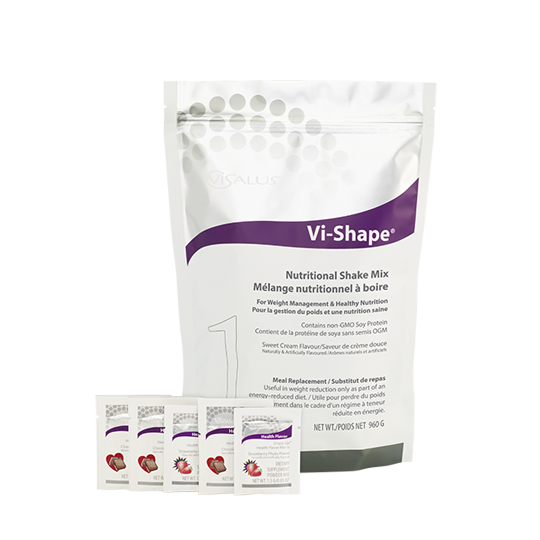 ViSALUS
Vi-Shape®
Nutritional Shake Mix
Mélange nutritionnel à boire
For Weight Management & Healthy Nutrition
Pour la gestion du poids et une nutrition saine
Contains non-GMO Soy Protein
Contient de la protéine de soya sans semis OGM
Sweet Cream Flavour/Saveur de crème douce
Naturally & Artificially Flavoured/Arômes naturels et artificiels
1
Meal Replacement / Substitut de repas
Useful in weight reduction only as part of an
energy-reduced diet. / Utile pour perdre du poids
ment dans le cadre d'un régime à teneur
réduite en énergie.
NET WT./POIDS NET 960 G
Health Flavor
DIETARY
SUPPLEMENT
POWDER MIX